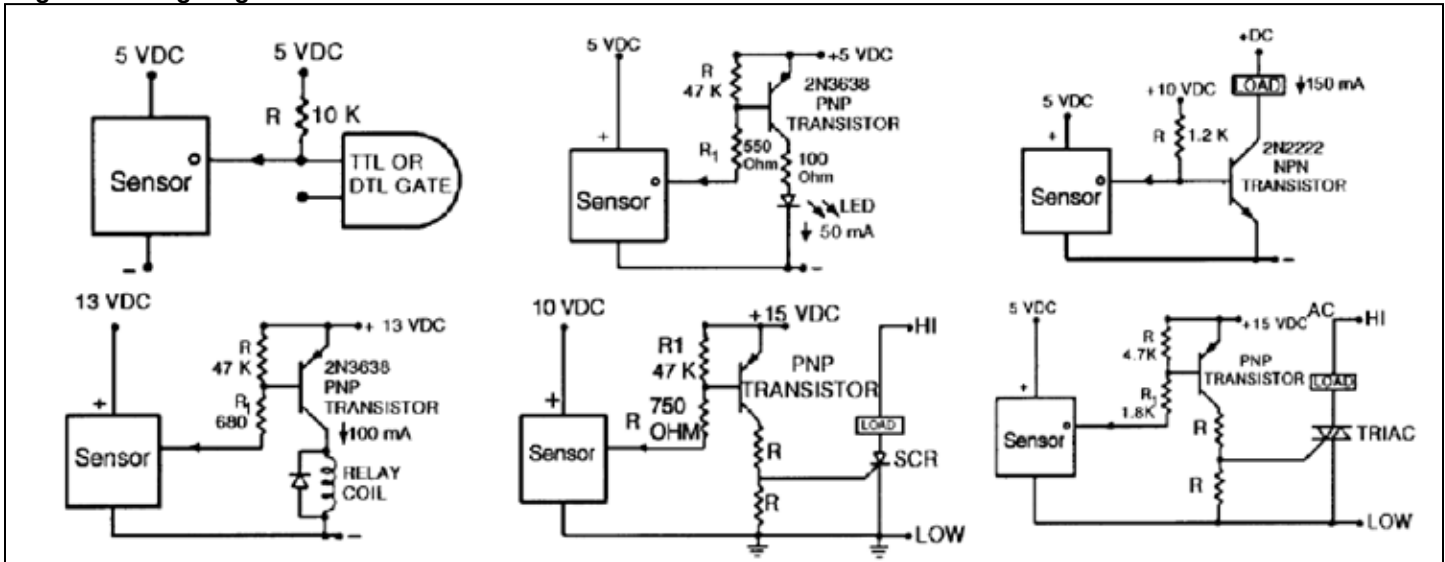 5 VDC
5 VDC
R
10 K
Sensor
TTL OR
DTL GATE
–
5 VDC
+5 VDC
R
47 K
2N3638
PNP
TRANSISTOR
+
R1
550
Ohm
100
Ohm
Sensor
LED
50 mA
–
+DC
LOAD
150 mA
+10 VDC
5 VDC
+
R
1.2 K
2N2222
NPN
TRANSISTOR
Sensor
–
13 VDC
+ 13 VDC
R
47 K
2N3638
PNP
TRANSISTOR
+
R1
680
100 mA
Sensor
RELAY
COIL
–
10 VDC
+15 VDC
HI
R1
47 K
PNP
TRANSISTOR
+
R
750
OHM
LOAD
Sensor
R
SCR
R
LOW
5 VDC
+15 VDC
AC
HI
R
4.7K
PNP
TRANSISTOR
LOAD
+
R1
1.8K
Sensor
R
TRIAC
R
LOW